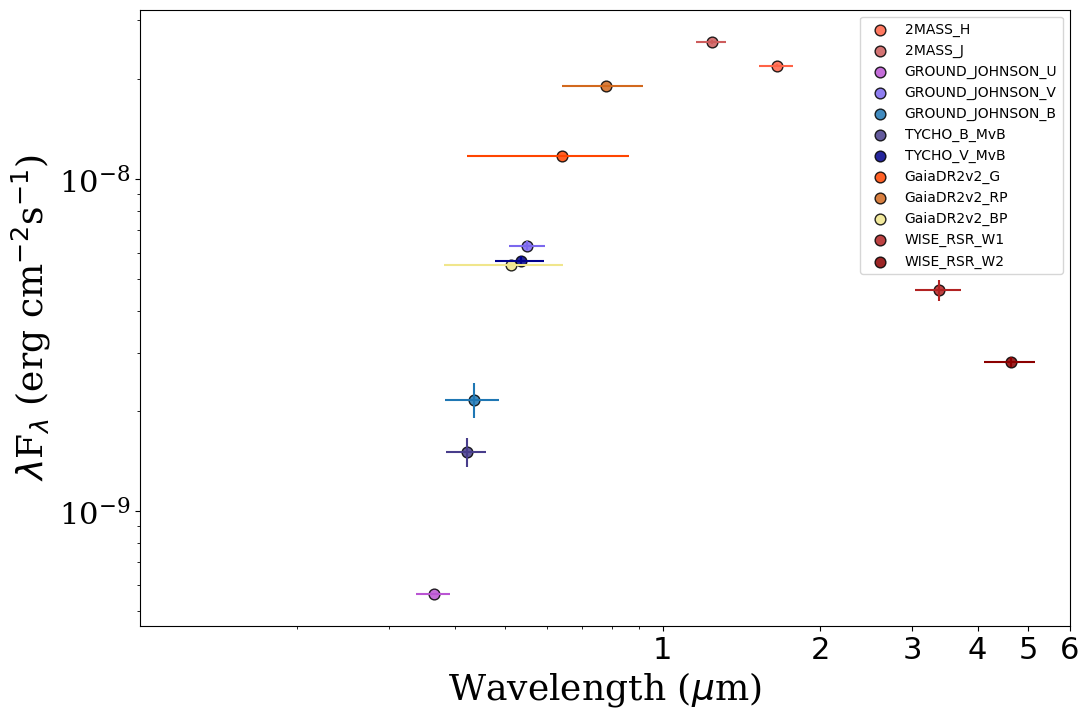 2MASS_H
2MASS_J
GROUND_JOHNSON_U
GROUND_JOHNSON_V
GROUND_JOHNSON_B
TYCHO_B_MvB
TYCHO_V_MvB
GaiaDR2v2_G
GaiaDR2v2_RP
GaiaDR2v2_BP
WISE_RSR_W1
WISE_RSR_W2
λF_λ (erg cm⁻²s⁻¹)
10⁻⁸
10⁻⁹
1 2 3 4 5 6
Wavelength (μm)